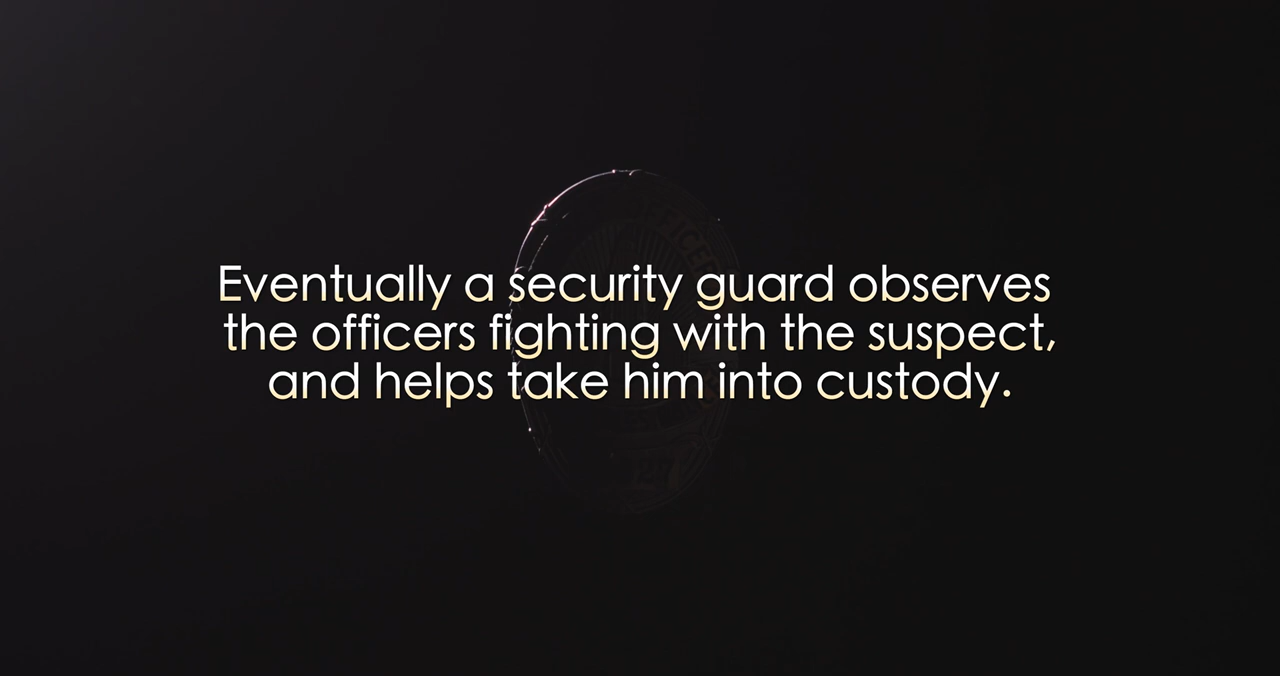 Eventually a security guard observes
the officers fighting with the suspect,
and helps take him into custody.